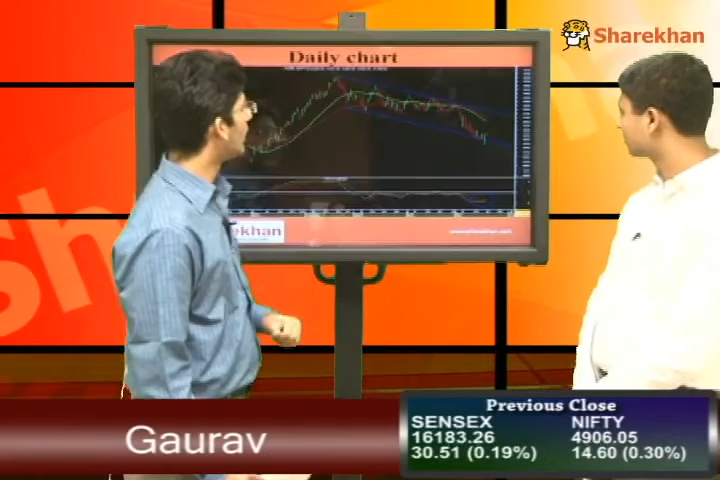 Sharekhan
Daily chart
ekhan
Gaurav
Previous Close
SENSEX NIFTY
16183.26 4906.05
30.51 (0.19%) 14.60 (0.30%)